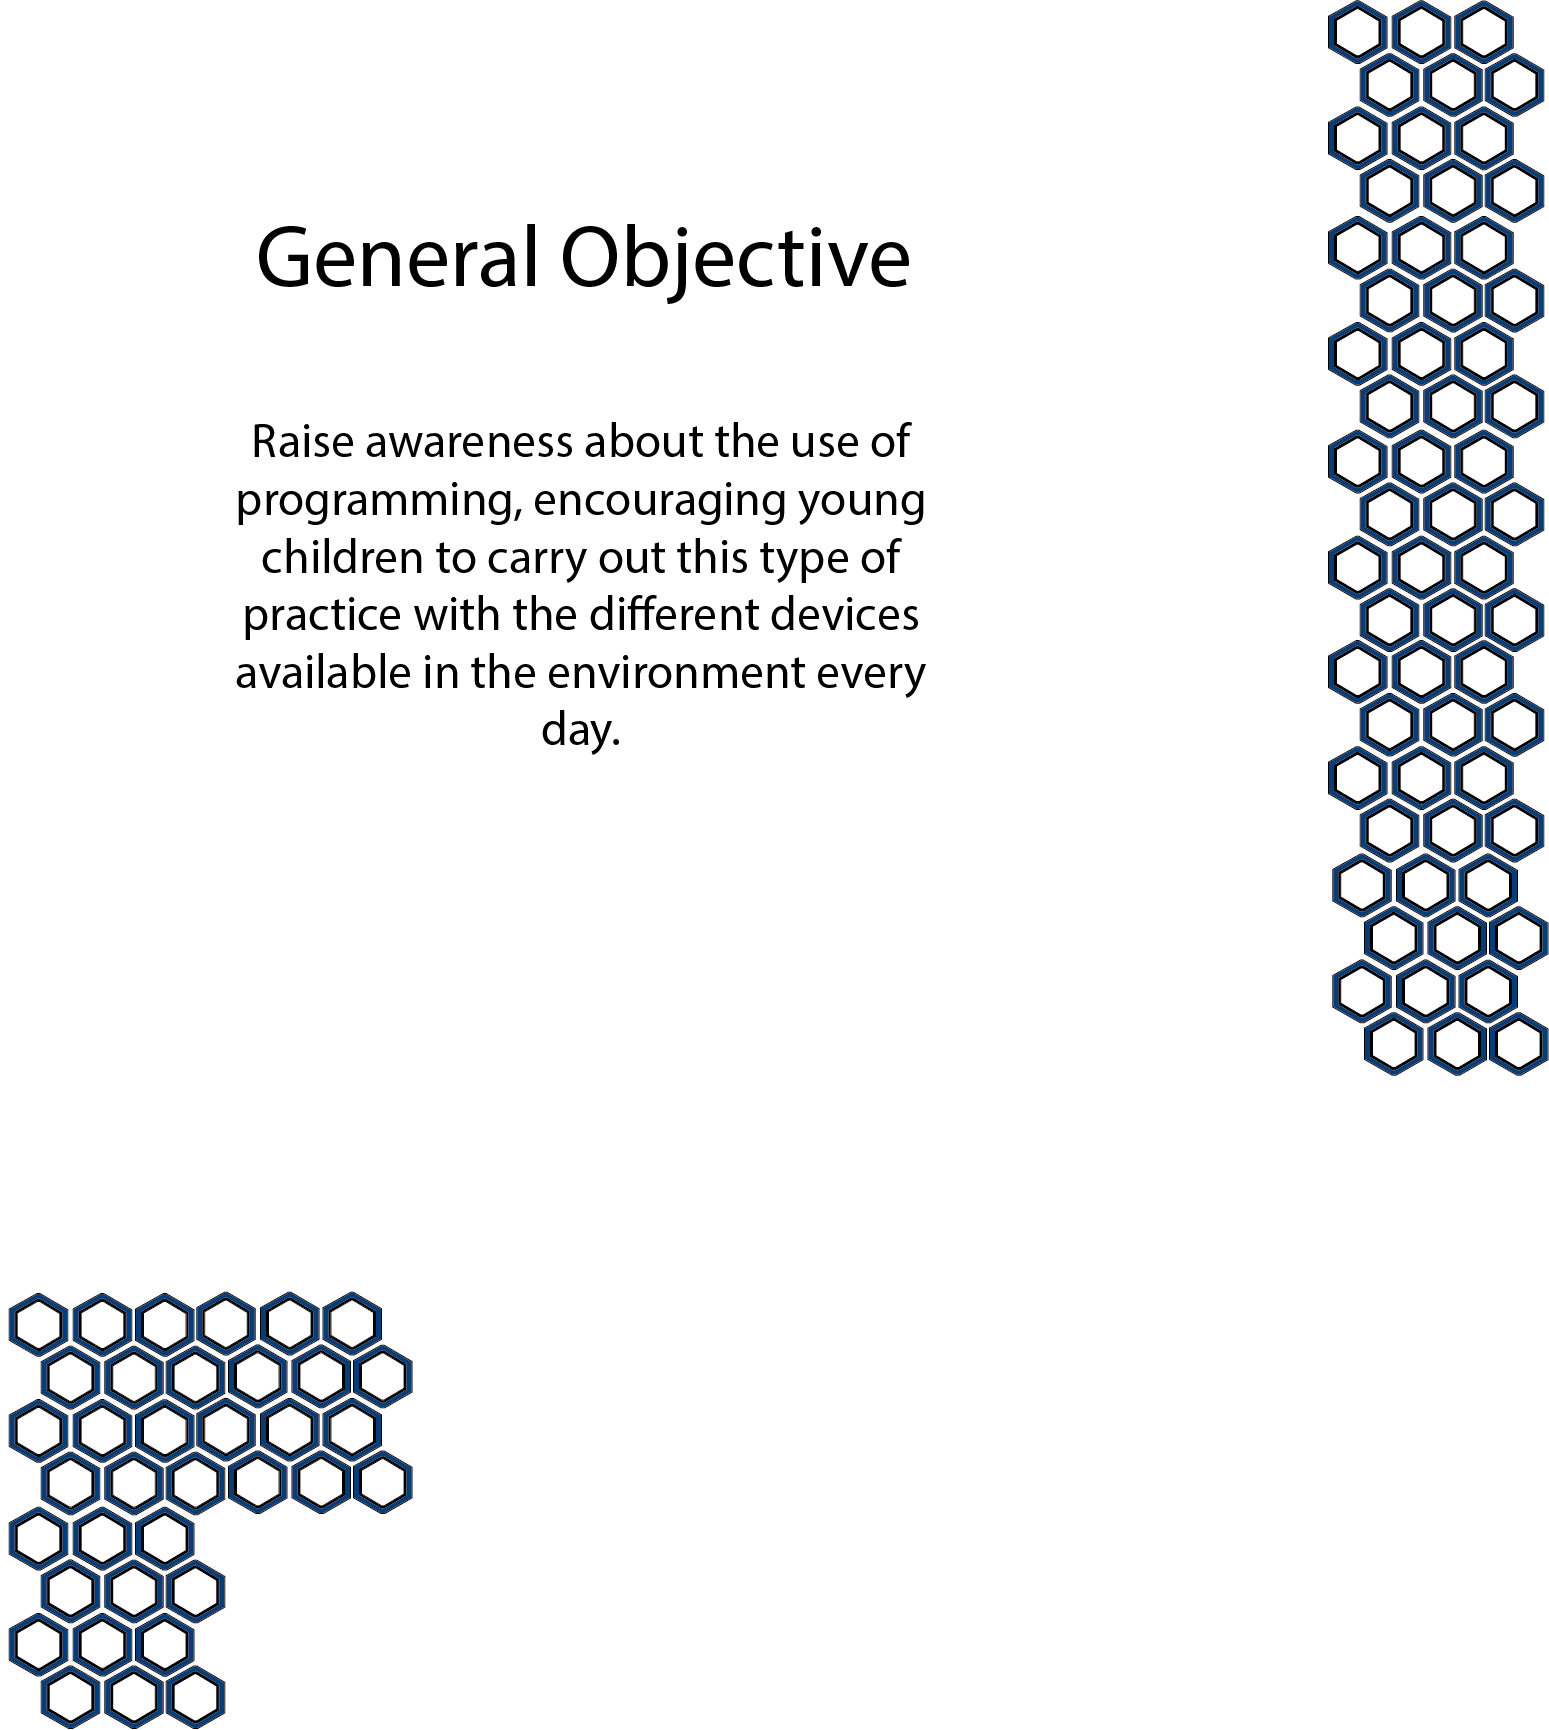 General Objective
Raise awareness about the use of
programming, encouraging young
children to carry out this type of
practice with the different devices
available in the environment every
day.